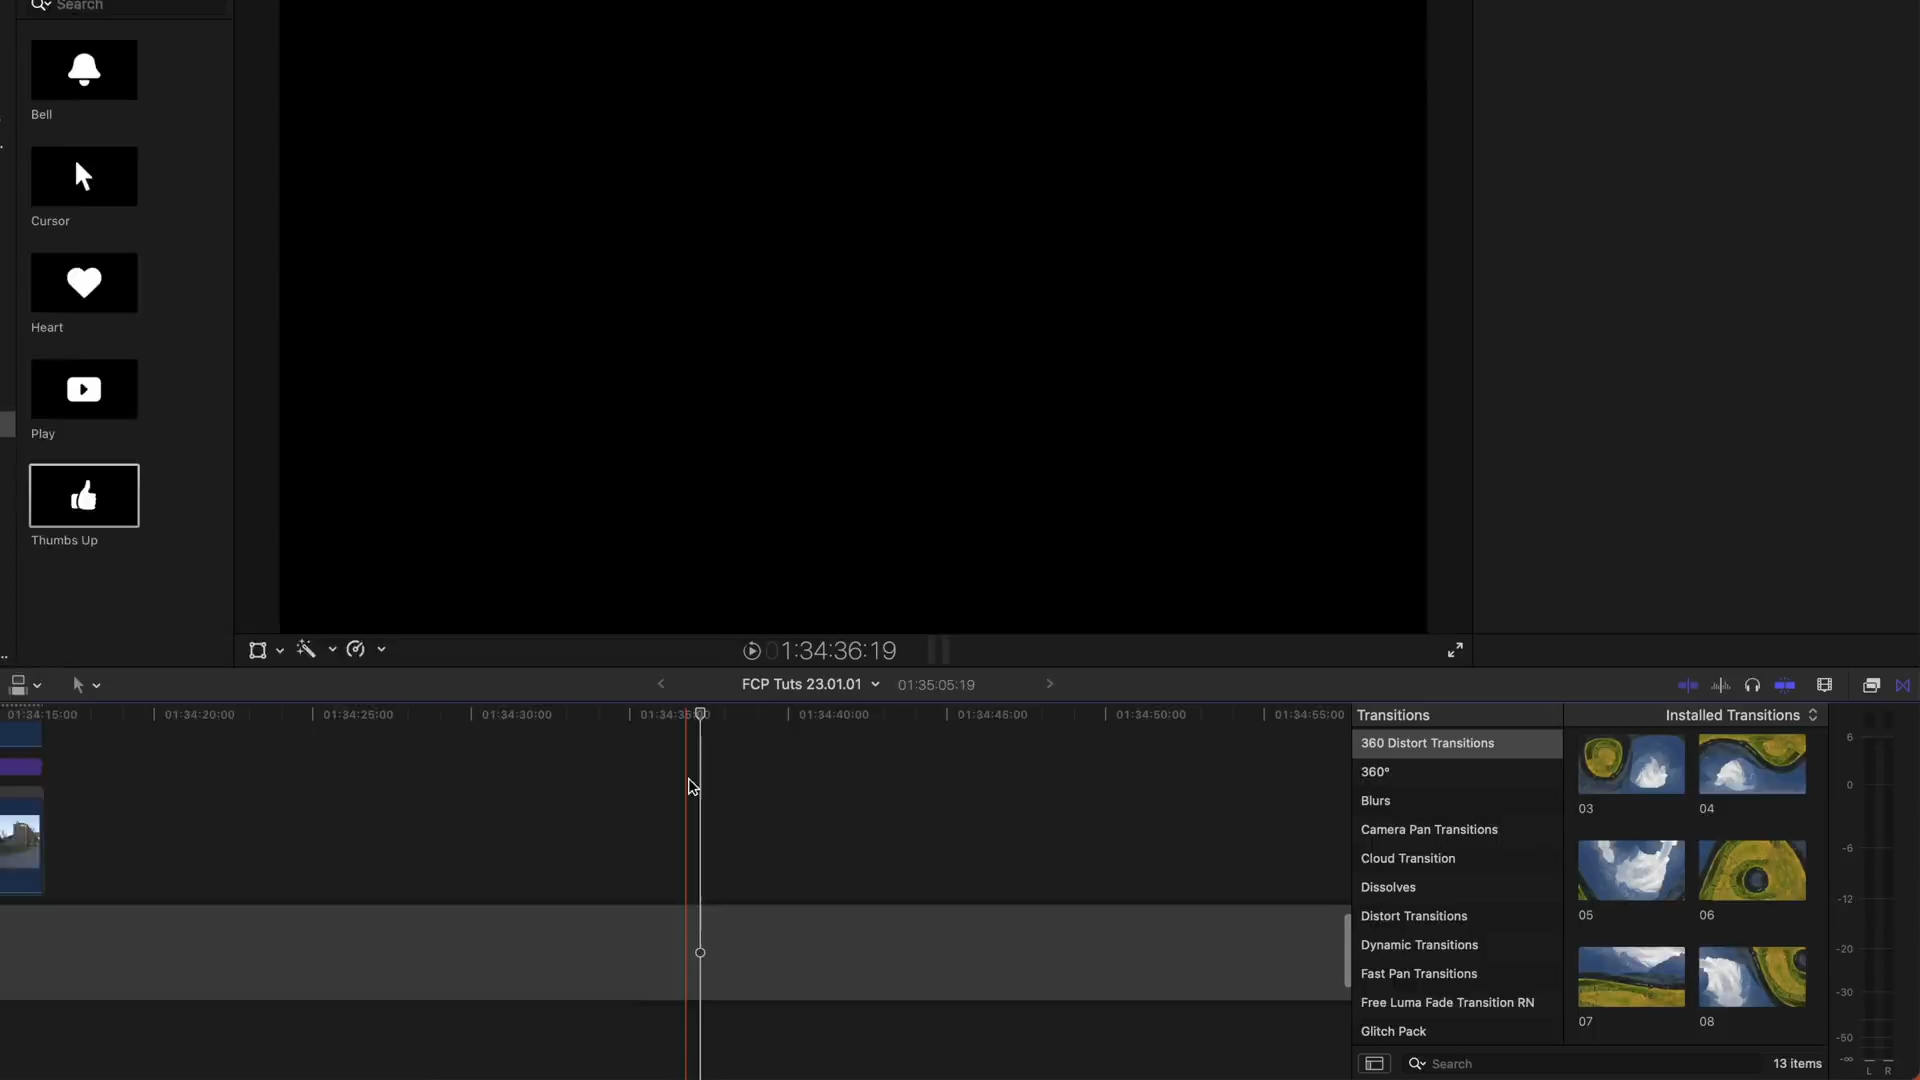 Search
Bell
Cursor
Heart
Play
Thumbs Up
01:34:36:19
FCP Tuts 23.01.01
01:35:05:19
01:34:15:00
01:34:20:00
01:34:25:00
01:34:30:00
01:34:35:00
01:34:40:00
01:34:45:00
01:34:50:00
01:34:55:00
Transitions
Installed Transitions
360 Distort Transitions
360°
Blurs
Camera Pan Transitions
Cloud Transition
Dissolves
Distort Transitions
Dynamic Transitions
Fast Pan Transitions
Free Luma Fade Transition RN
Glitch Pack
03
04
05
06
07
08
Search
13 items
6
0
-6
-12
-20
-30
-50
-∞
L R